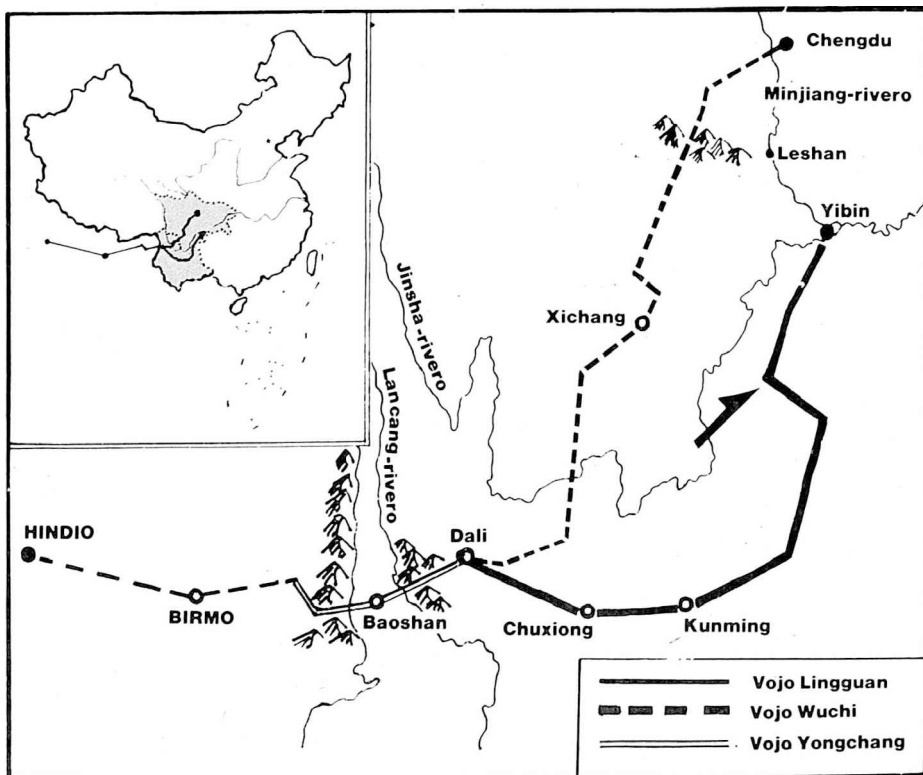 Chengdu
Minjiang-rivero
Leshan
Yibin
Jinsha-rivero
Xichang
Lancang-rivero
HINDIO
Dali
BIRMO
Baoshan
Chuxiong
Kunming
Vojo Lingguan
Vojo Wuchi
Vojo Yongchang